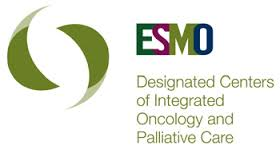 ESMO
Designated Centers
of Integrated
Oncology and
Palliative Care